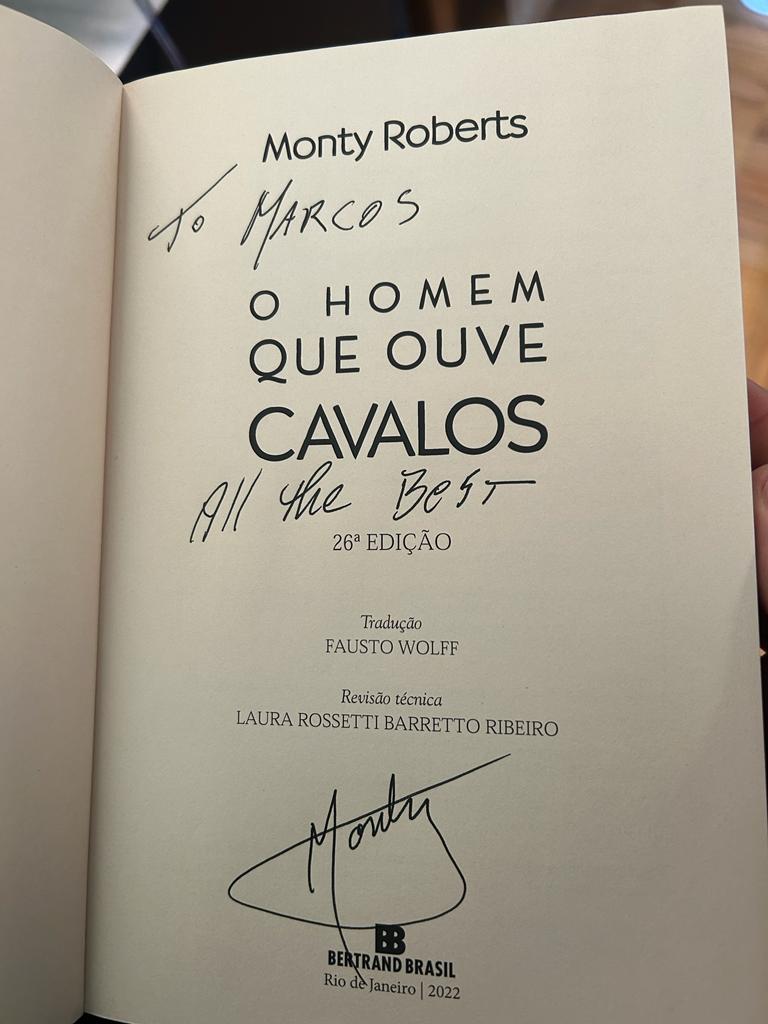 Monty Roberts
To MARCOS
O HOMEM
QUE OUVE
CAVALOS
All the BEST
26ª EDIÇÃO
Tradução
FAUSTO WOLFF
Revisão técnica
LAURA ROSSETTI BARRETTO RIBEIRO
Monty
BB
BERTRAND BRASIL
Rio de Janeiro | 2022